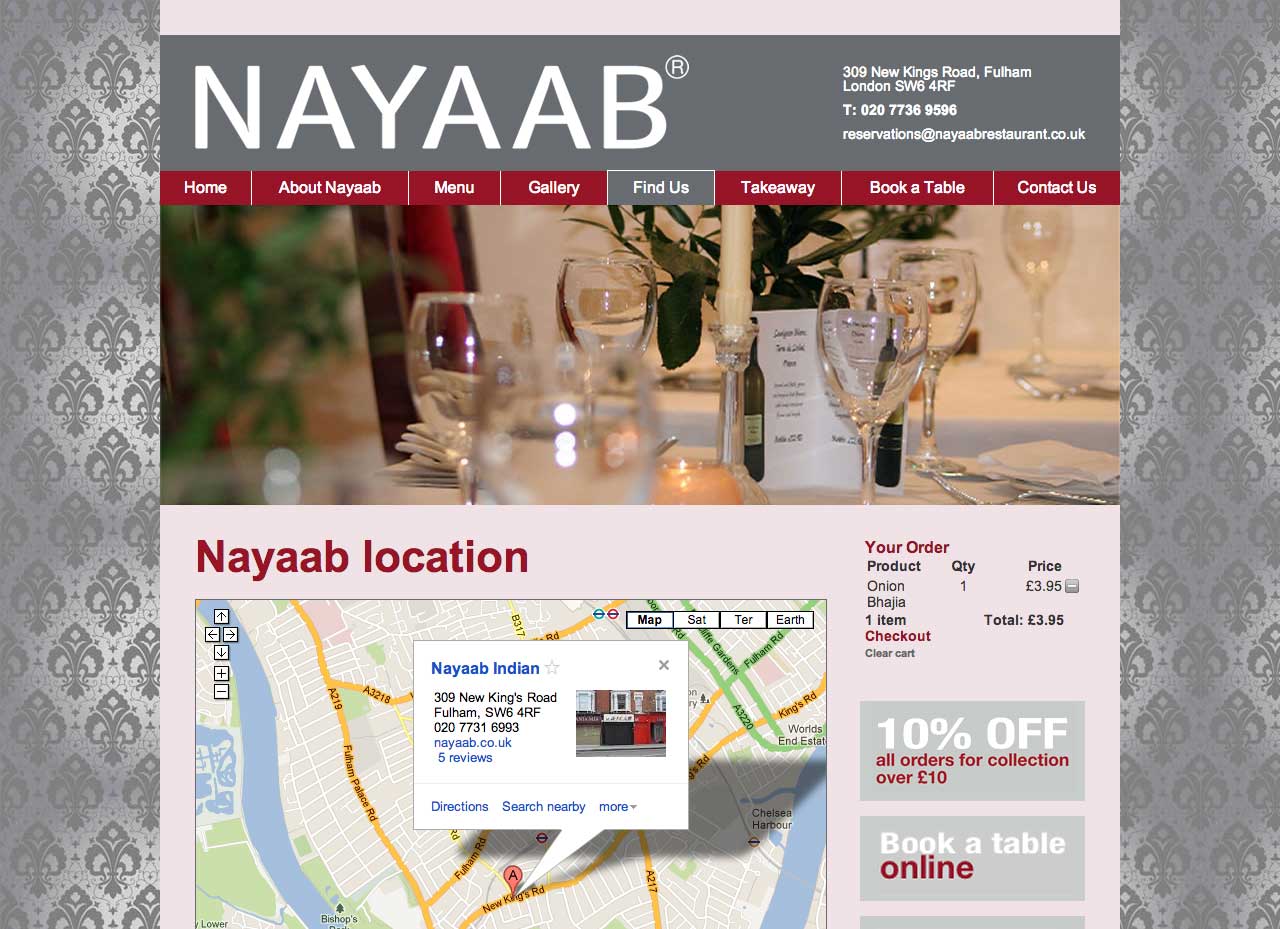 NAYAAB®
309 New Kings Road, Fulham
London SW6 4RF
T: 020 7736 9596
reservations@nayaabrestaurant.co.uk
Home
About Nayaab
Menu
Gallery
Find Us
Takeaway
Book a Table
Contact Us
Nayaab location
Map
Sat
Ter
Earth
B317
A219
A3218
Fulham Rd
A3220
King's Rd
Worlds
End Estat
Nayaab Indian
309 New King's Road
Fulham, SW6 4RF
020 7731 6993
nayaab.co.uk
5 reviews
Directions Search nearby more
Fulham Palace Rd
Chelsea
Harbour
Fulham Rd
A
New King's Rd
A217
Bishop's
y Lower
Your Order
Product Qty Price
Onion 1 £3.95
Bhajia
1 item Total: £3.95
Checkout
Clear cart
10% OFF
all orders for collection
over £10
Book a table
online